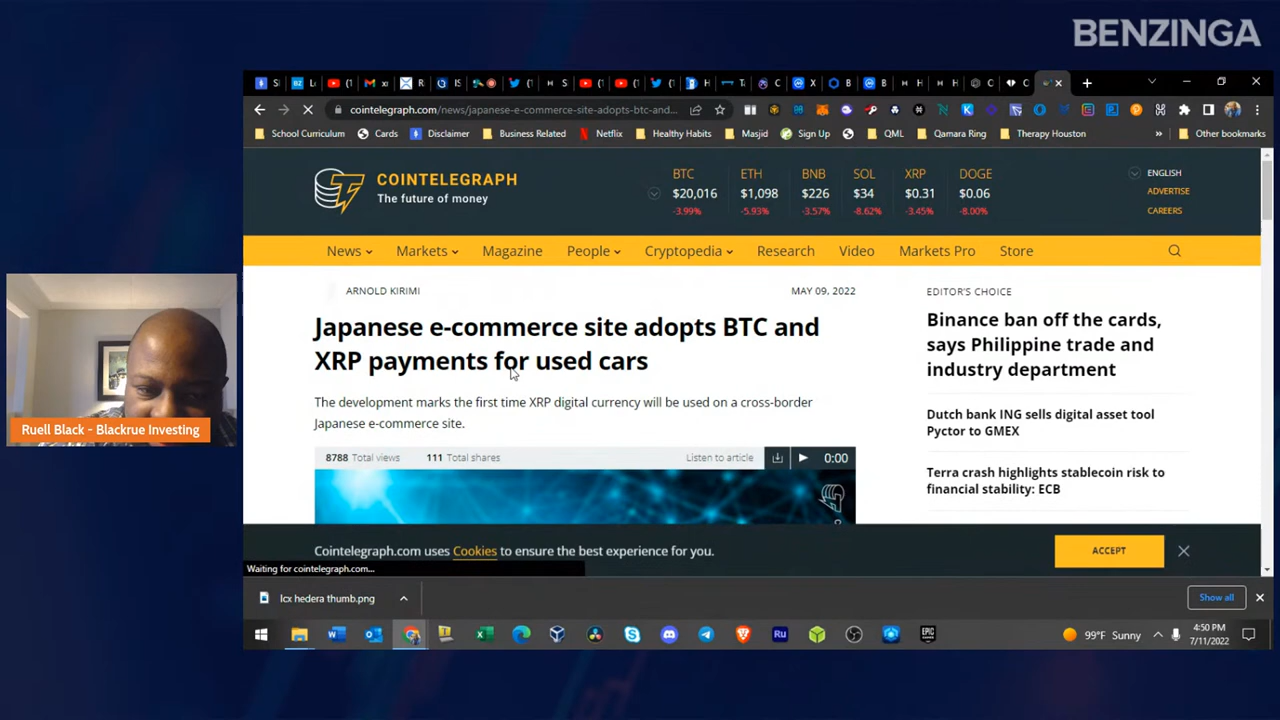 BENZINGA
cointelegraph.com/news/japanese-e-commerce-site-adopts-btc-and...
School Curriculum Cards Disclaimer Business Related Netflix Healthy Habits Masjid Sign Up QML Qamara Ring Therapy Houston » Other bookmarks
COINTELEGRAPH
The future of money
BTC ETH BNB SOL XRP DOGE
$20,016 $1,098 $226 $34 $0.31 $0.06
-3.99% -5.93% -3.57% -8.62% -3.45% -8.00%
ENGLISH
ADVERTISE
CAREERS
News Markets Magazine People Cryptopedia Research Video Markets Pro Store
ARNOLD KIRIMI MAY 09, 2022
Japanese e-commerce site adopts BTC and
XRP payments for used cars
The development marks the first time XRP digital currency will be used on a cross-border
Japanese e-commerce site.
8788 Total views 111 Total shares Listen to article 0:00
EDITOR'S CHOICE
Binance ban off the cards,
says Philippine trade and
industry department
Dutch bank ING sells digital asset tool
Pyctor to GMEX
Terra crash highlights stablecoin risk to
financial stability: ECB
Ruell Black - Blackrue Investing
Cointelegraph.com uses Cookies to ensure the best experience for you.
ACCEPT
Waiting for cointelegraph.com...
lcx hedera thumb.png
Show all
99°F Sunny
4:50 PM
7/11/2022